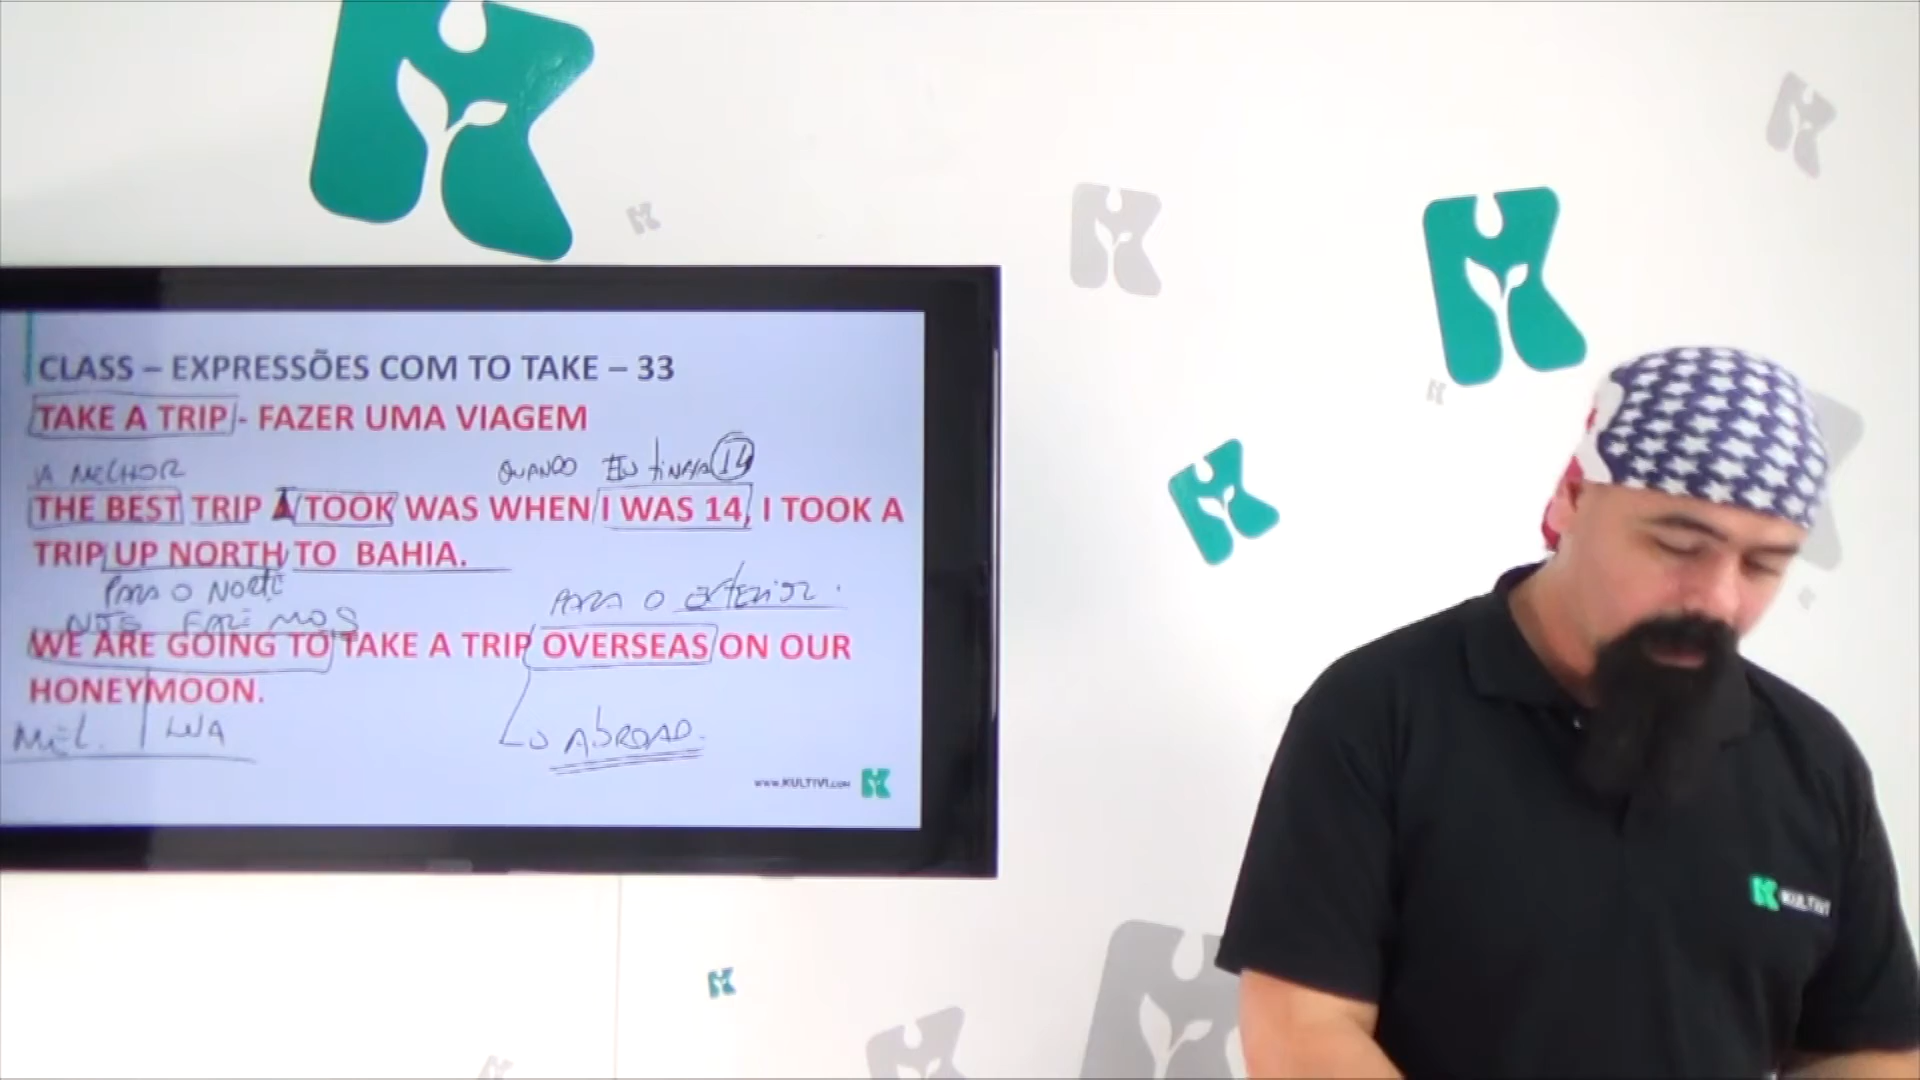 CLASS – EXPRESSÕES COM TO TAKE – 33
TAKE A TRIP - FAZER UMA VIAGEM
A MELHOR QUANDO EU tINHA 14
THE BEST TRIP I TOOK WAS WHEN I WAS 14, I TOOK A
TRIP UP NORTH TO BAHIA.
PARA O NORTE
PARA O EXTERIOR.
NÓS FAZEMOS
WE ARE GOING TO TAKE A TRIP OVERSEAS ON OUR
HONEYMOON.
MEL. LUA
ABROAD.
www.KULTIVI.com
KULTIVI